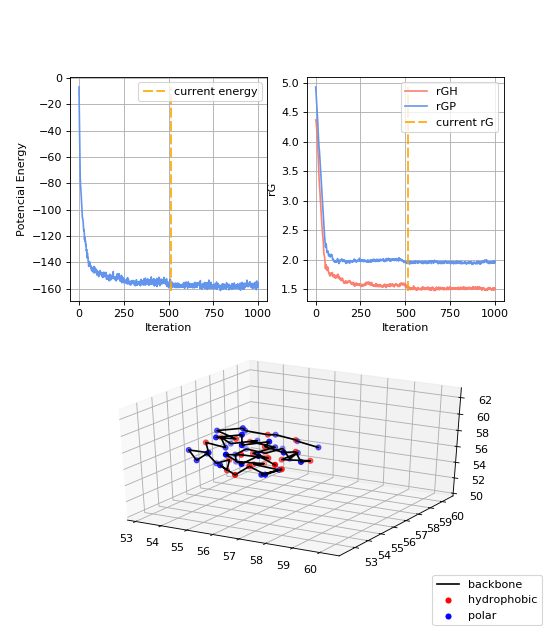 0
−20
−40
−60
−80
−100
−120
−140
−160
Potencial Energy
0 250 500 750 1000
Iteration
current energy
5.0
4.5
4.0
3.5
3.0
2.5
2.0
1.5
rG
0 250 500 750 1000
Iteration
rGH
rGP
current rG
53 54 55 56 57 58 59 60
53 54 55 56 57 58 59 60
50 52 54 56 58 60 62
backbone
hydrophobic
polar